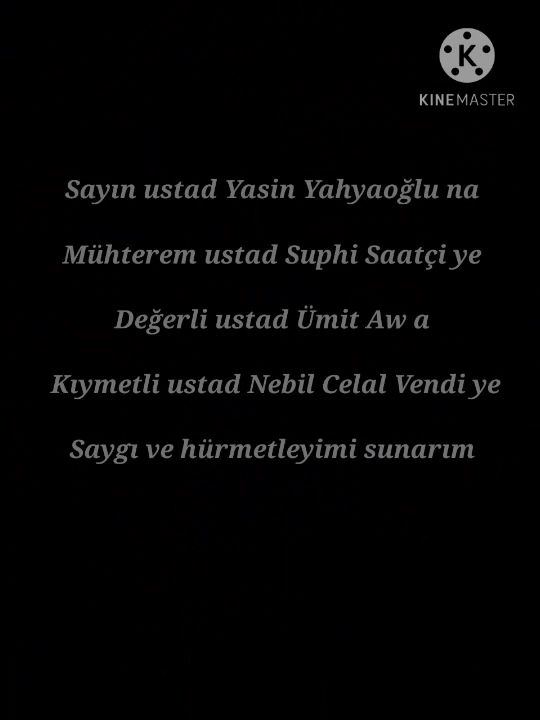 K
KINEMASTER
Sayın ustad Yasin Yahyaoğlu na
Mühterem ustad Suphi Saatçi ye
Değerli ustad Ümit Aw a
Kıymetli ustad Nebil Celal Vendi ye
Saygı ve hürmetleyimi sunarım